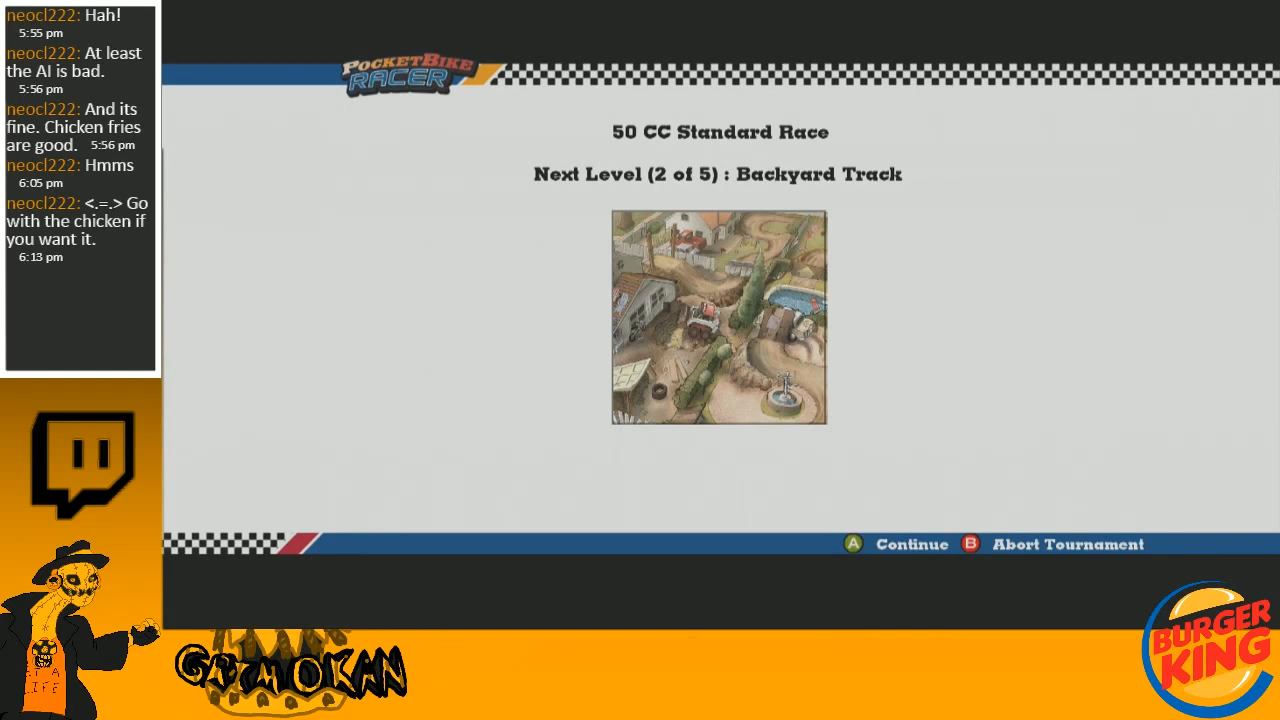 neocl222: Hah!
5:55 pm
neocl222: At least
the AI is bad.
5:56 pm
neocl222: And its
fine. Chicken fries
are good. 5:56 pm
neocl222: Hmms
6:05 pm
neocl222: <.=.> Go
with the chicken if
you want it.
6:13 pm
POCKETBIKE
RACER
50 CC Standard Race
Next Level (2 of 5) : Backyard Track
A Continue B Abort Tournament
LIFE
BURGER
KING